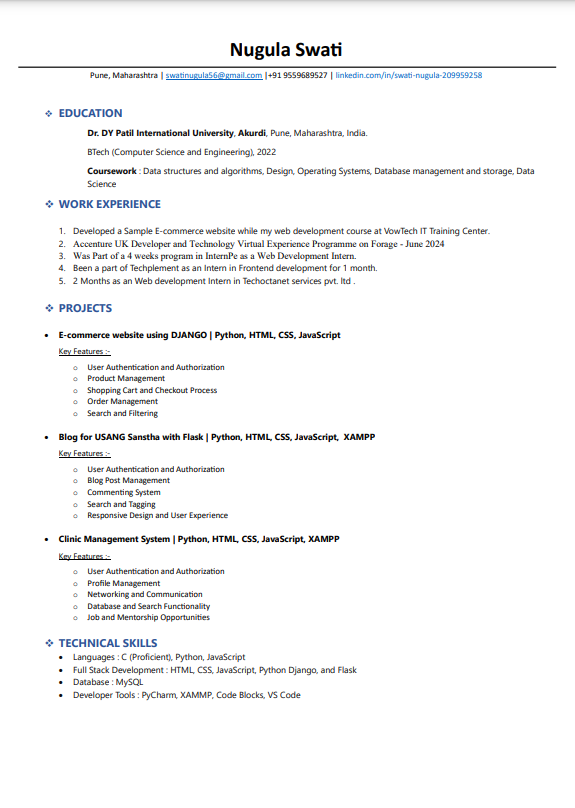 Nugula Swati
Pune, Maharashtra | swatinugula56@gmail.com |+91 9559689527 | linkedin.com/in/swati-nugula-209959258
❖ EDUCATION
Dr. DY Patil International University, Akurdi, Pune, Maharashtra, India.
BTech (Computer Science and Engineering), 2022
Coursework : Data structures and algorithms, Design, Operating Systems, Database management and storage, Data
Science
❖ WORK EXPERIENCE
1. Developed a Sample E-commerce website while my web development course at VowTech IT Training Center.
2. Accenture UK Developer and Technology Virtual Experience Programme on Forage - June 2024
3. Was Part of a 4 weeks program in InternPe as a Web Development Intern.
4. Been a part of Techplement as an Intern in Frontend development for 1 month.
5. 2 Months as an Web development Intern in Techoctanet services pvt. ltd .
❖ PROJECTS
• E-commerce website using DJANGO | Python, HTML, CSS, JavaScript
Key Features :-
o User Authentication and Authorization
o Product Management
o Shopping Cart and Checkout Process
o Order Management
o Search and Filtering
• Blog for USANG Sanstha with Flask | Python, HTML, CSS, JavaScript, XAMPP
Key Features :-
o User Authentication and Authorization
o Blog Post Management
o Commenting System
o Search and Tagging
o Responsive Design and User Experience
• Clinic Management System | Python, HTML, CSS, JavaScript, XAMPP
Key Features :-
o User Authentication and Authorization
o Profile Management
o Networking and Communication
o Database and Search Functionality
o Job and Mentorship Opportunities
❖ TECHNICAL SKILLS
• Languages : C (Proficient), Python, JavaScript
• Full Stack Development : HTML, CSS, JavaScript, Python Django, and Flask
• Database : MySQL
• Developer Tools : PyCharm, XAMMP, Code Blocks, VS Code